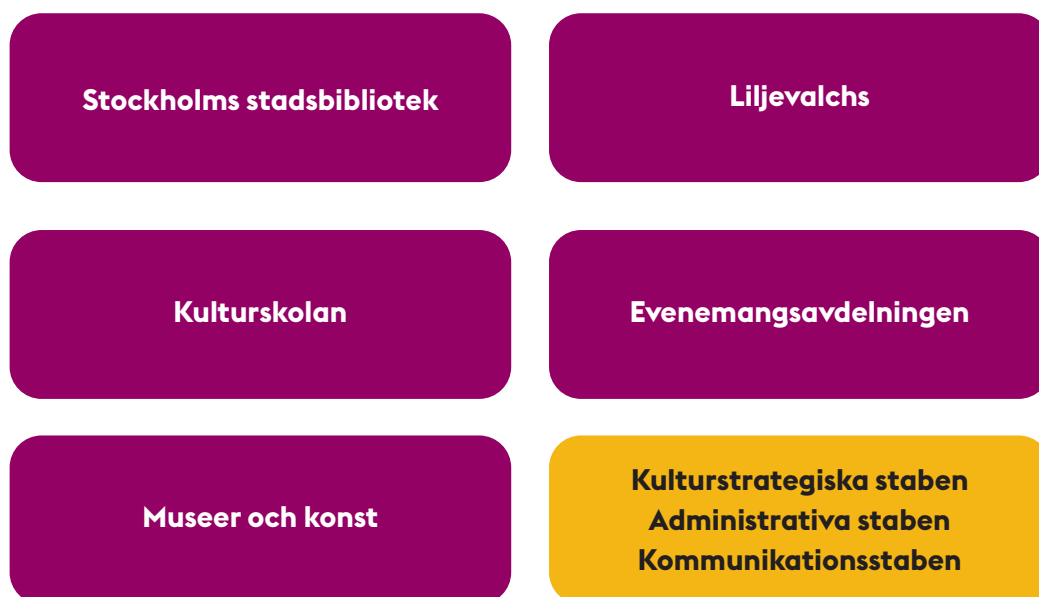 Stockholms stadsbibliotek
Liljevalchs
Kulturskolan
Evenemangsavdelningen
Museer och konst
Kulturstrategiska staben
Administrativa staben
Kommunikationsstaben